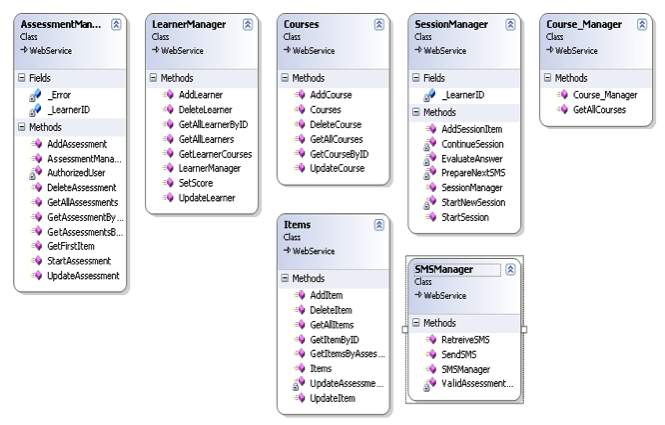 AssessmentMan...
Class
WebService
Fields
_Error
_LearnerID
Methods
AddAssessment
AssessmentMana...
AuthorizedUser
DeleteAssessment
GetAllAssessments
GetAssessmentBy...
GetAssessmentsB...
GetFirstItem
StartAssessment
UpdateAssessment
LearnerManager
Class
WebService
Methods
AddLearner
DeleteLearner
GetAllLearnerByID
GetAllLearners
GetLearnerCourses
LearnerManager
SetScore
UpdateLearner
Courses
Class
WebService
Methods
AddCourse
Courses
DeleteCourse
GetAllCourses
GetCourseByID
UpdateCourse
SessionManager
Class
WebService
Fields
_LearnerID
Methods
AddSessionItem
ContinueSession
EvaluateAnswer
PrepareNextSMS
SessionManager
StartNewSession
StartSession
Course_Manager
Class
WebService
Methods
Course_Manager
GetAllCourses
Items
Class
WebService
Methods
AddItem
DeleteItem
GetAllItems
GetItemByID
GetItemsByAsses...
Items
UpdateAssessme...
UpdateItem
SMSManager
Class
WebService
Methods
RetreiveSMS
SendSMS
SMSManager
ValidAssessment...